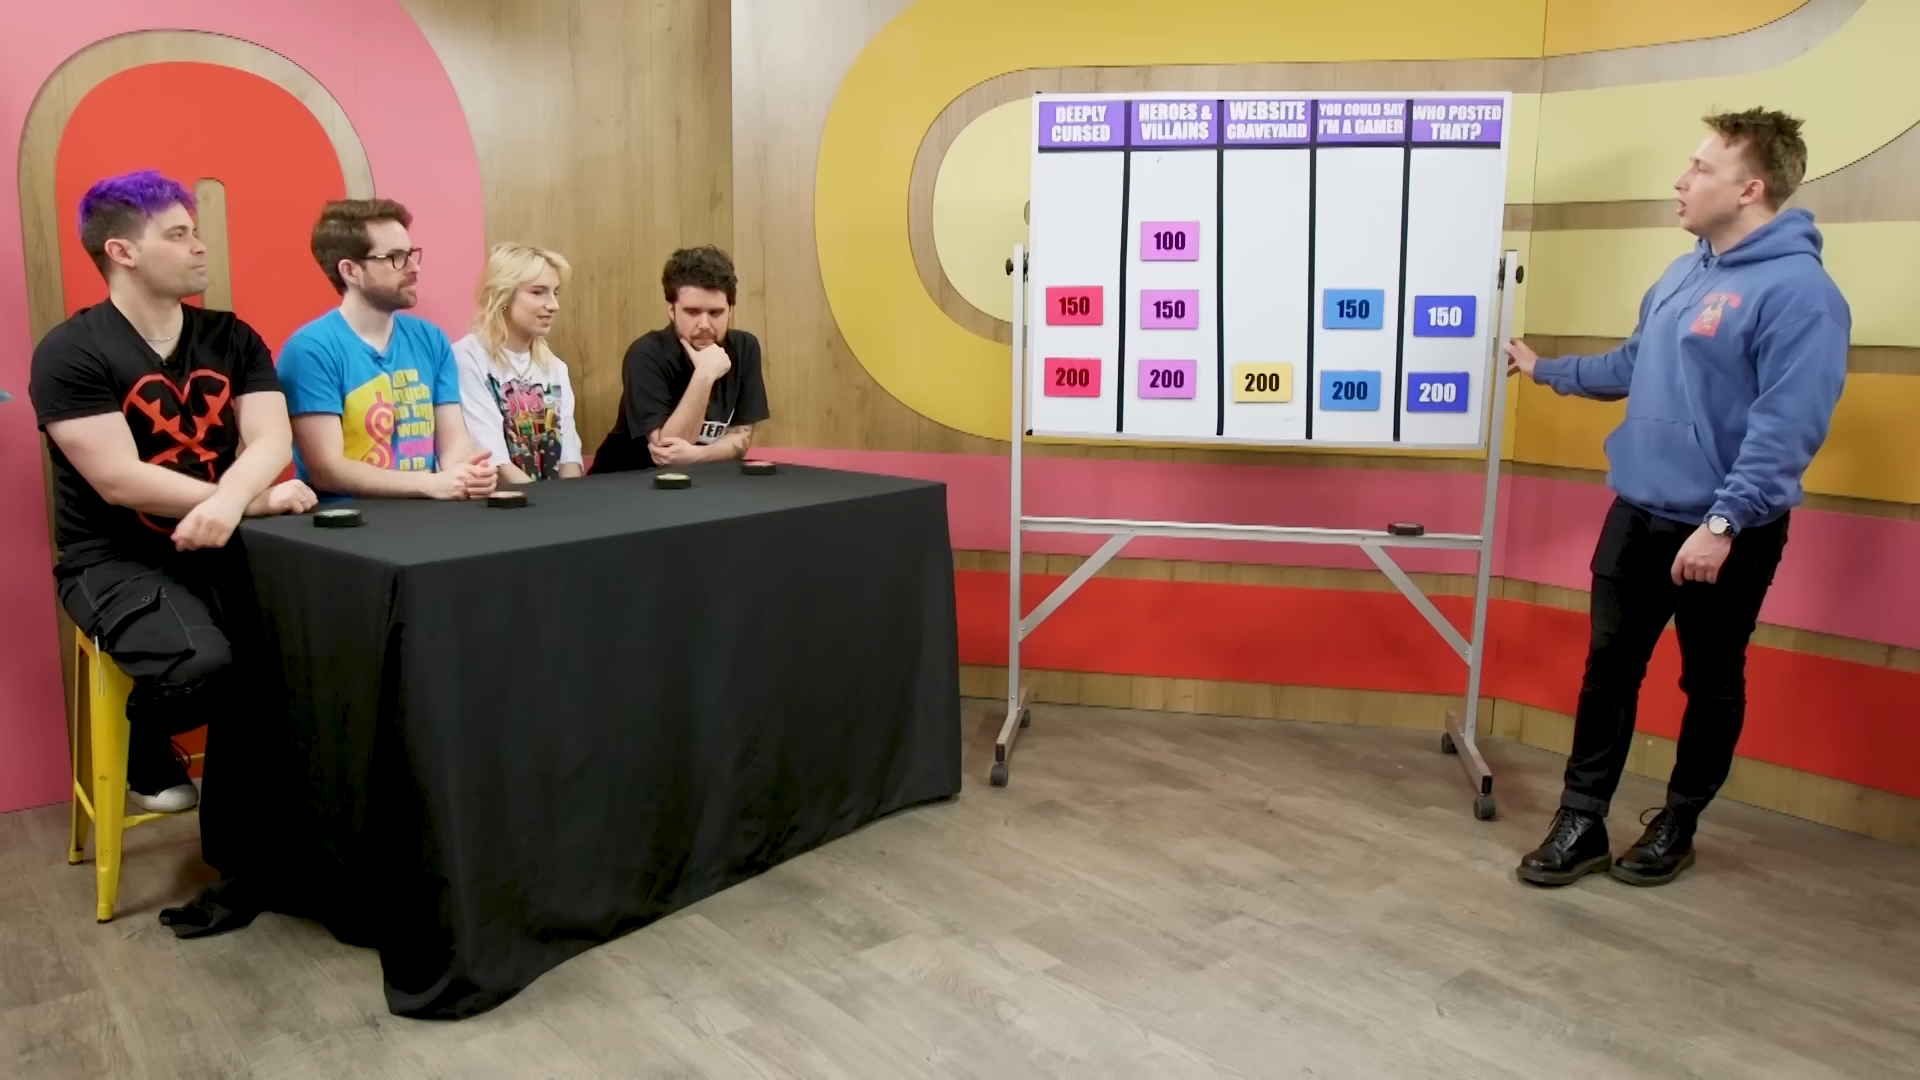 DEEPLY
CURSED
HEROES &
VILLAINS
WEBSITE
GRAVEYARD
YOU COULD SAY
I'M A GAMER
WHO POSTED
THAT?
100
150
150
150
150
200
200
200
200
200